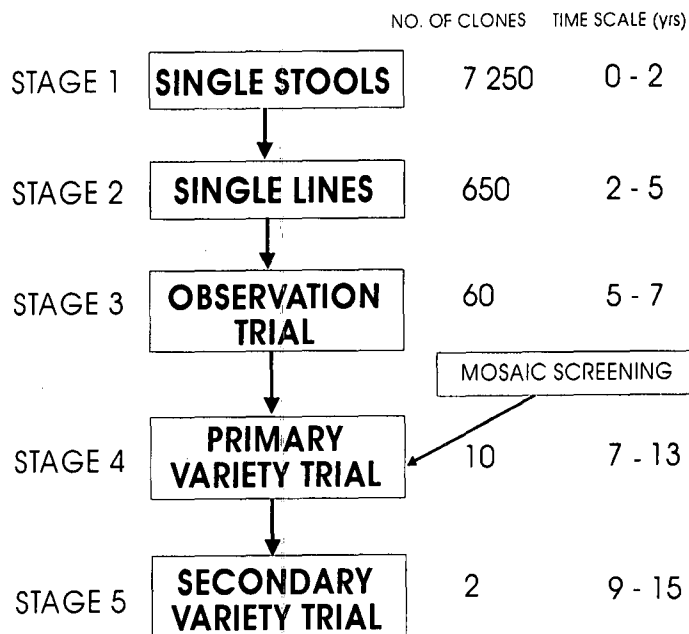 NO. OF CLONES TIME SCALE (yrs)
STAGE 1 SINGLE STOOLS 7 250 0 - 2
STAGE 2 SINGLE LINES 650 2 - 5
STAGE 3 OBSERVATION TRIAL 60 5 - 7
MOSAIC SCREENING
STAGE 4 PRIMARY VARIETY TRIAL 10 7 - 13
STAGE 5 SECONDARY VARIETY TRIAL 2 9 - 15